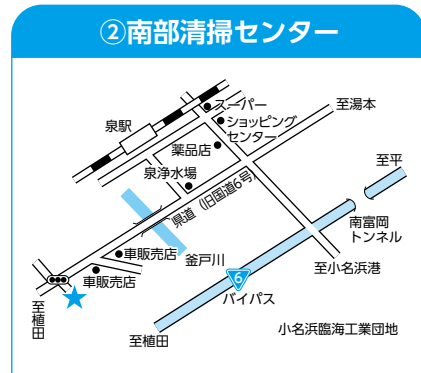 ②南部清掃センター
スーパー
至湯本
泉駅
ショッピング
センター
薬品店
至平
泉浄水場
県道（旧国道6号）
南富岡
トンネル
車販売店
釜戸川
至小名浜港
車販売店
6
バイパス
至植田
小名浜臨海工業団地
至植田